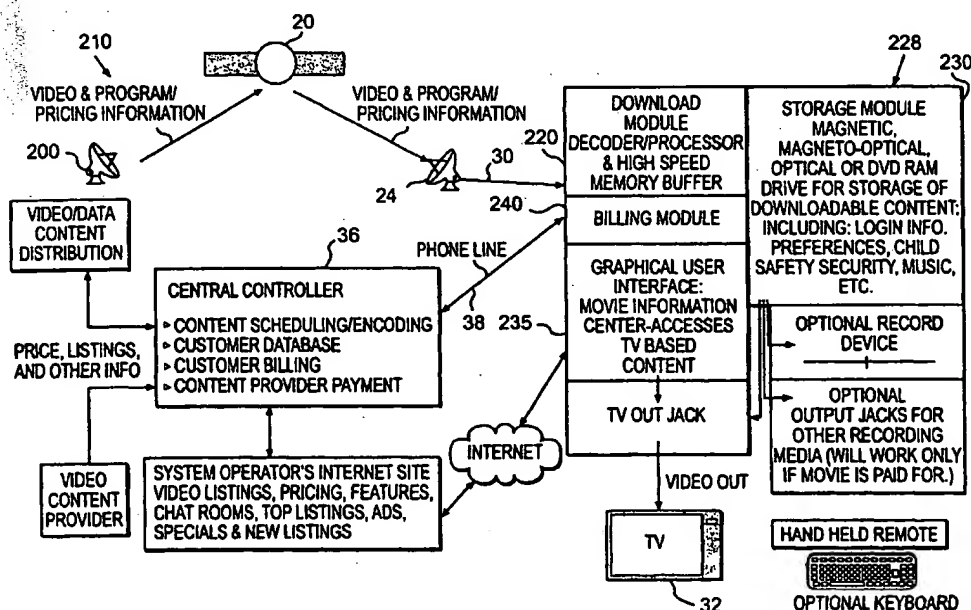 210
20
VIDEO & PROGRAM/
PRICING INFORMATION
VIDEO & PROGRAM/
PRICING INFORMATION
200
24
30
VIDEO/DATA
CONTENT
DISTRIBUTION
36
CENTRAL CONTROLLER
▹CONTENT SCHEDULING/ENCODING
▹CUSTOMER DATABASE
▹CUSTOMER BILLING
▹CONTENT PROVIDER PAYMENT
PHONE LINE
38
PRICE, LISTINGS,
AND OTHER INFO
VIDEO
CONTENT
PROVIDER
SYSTEM OPERATOR'S INTERNET SITE
VIDEO LISTINGS, PRICING, FEATURES,
CHAT ROOMS, TOP LISTINGS, ADS,
SPECIALS & NEW LISTINGS
INTERNET
228
230
220
DOWNLOAD
MODULE
DECODER/PROCESSOR
& HIGH SPEED
MEMORY BUFFER
240
BILLING MODULE
235
GRAPHICAL USER
INTERFACE:
MOVIE INFORMATION
CENTER-ACCESSES
TV BASED
CONTENT
TV OUT JACK
VIDEO OUT
TV
32
STORAGE MODULE
MAGNETIC,
MAGNETO-OPTICAL,
OPTICAL OR DVD RAM
DRIVE FOR STORAGE OF
DOWNLOADABLE CONTENT:
INCLUDING: LOGIN INFO.
PREFERENCES, CHILD
SAFETY SECURITY, MUSIC,
ETC.
OPTIONAL RECORD
DEVICE
OPTIONAL
OUTPUT JACKS FOR
OTHER RECORDING
MEDIA (WILL WORK ONLY
IF MOVIE IS PAID FOR.)
HAND HELD REMOTE
OPTIONAL KEYBOARD